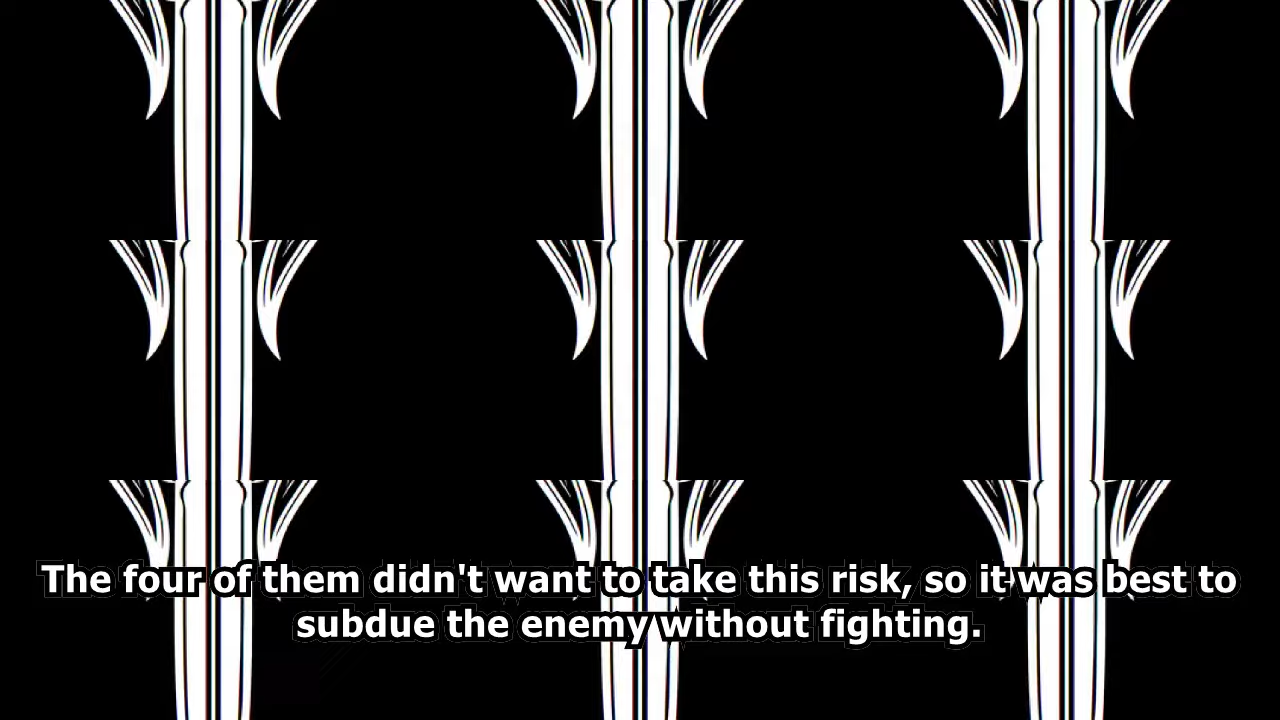 The four of them didn't want to take this risk, so it was best to
subdue the enemy without fighting.